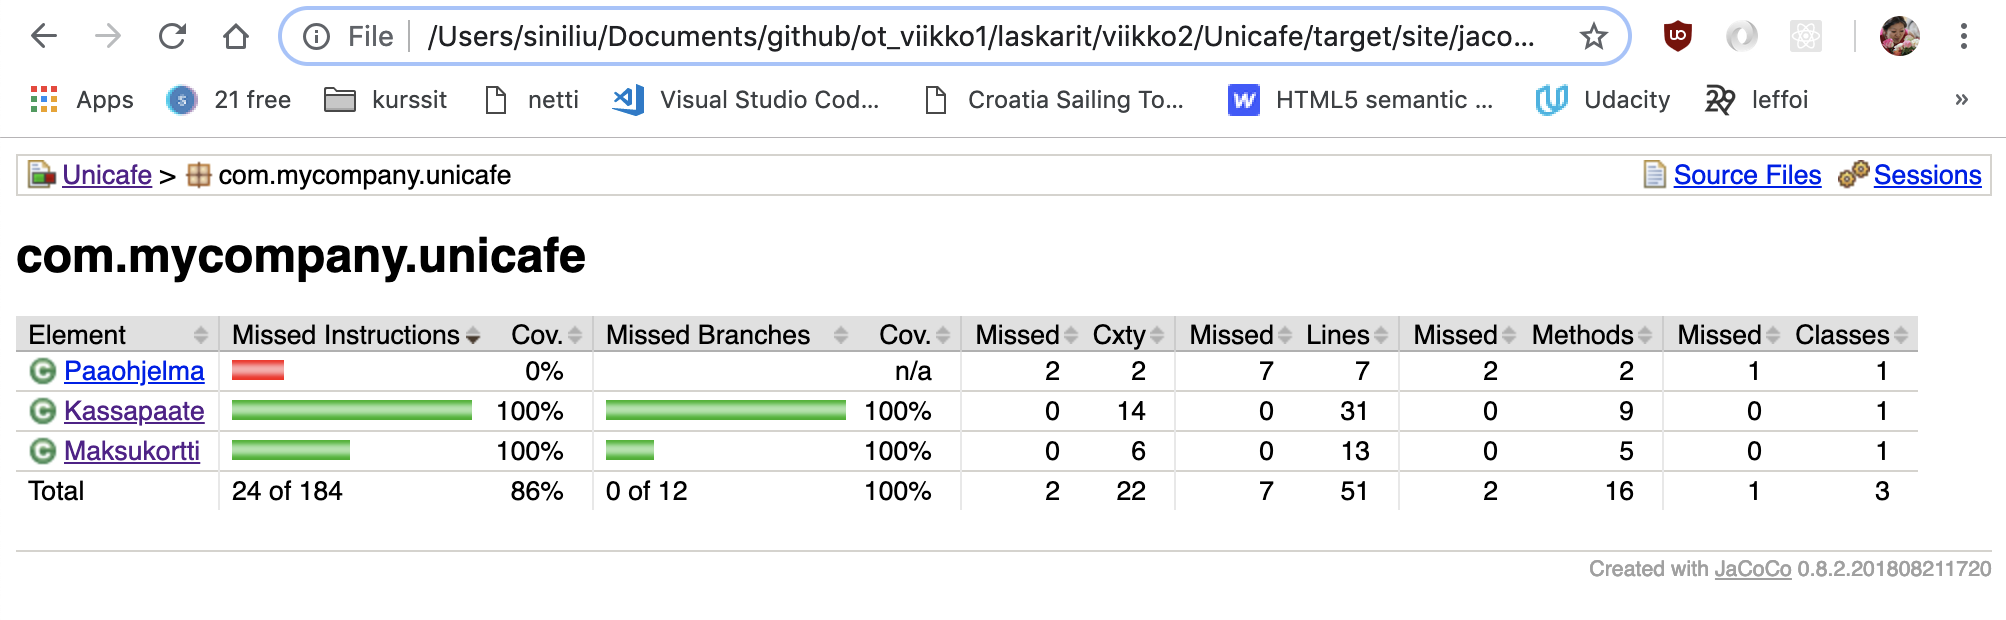 File /Users/siniliu/Documents/github/ot_viikko1/laskarit/viikko2/Unicafe/target/site/jaco...
Apps 21 free kurssit netti Visual Studio Cod... Croatia Sailing To... HTML5 semantic ... Udacity leffoi »
Unicafe > com.mycompany.unicafe Source Files Sessions
com.mycompany.unicafe
Element Missed Instructions Cov. Missed Branches Cov. Missed Cxty Missed Lines Missed Methods Missed Classes
Paaohjelma 0% n/a 2 2 7 7 2 2 1 1
Kassapaate 100% 100% 0 14 0 31 0 9 0 1
Maksukortti 100% 100% 0 6 0 13 0 5 0 1
Total 24 of 184 86% 0 of 12 100% 2 22 7 51 2 16 1 3
Created with JaCoCo 0.8.2.201808211720